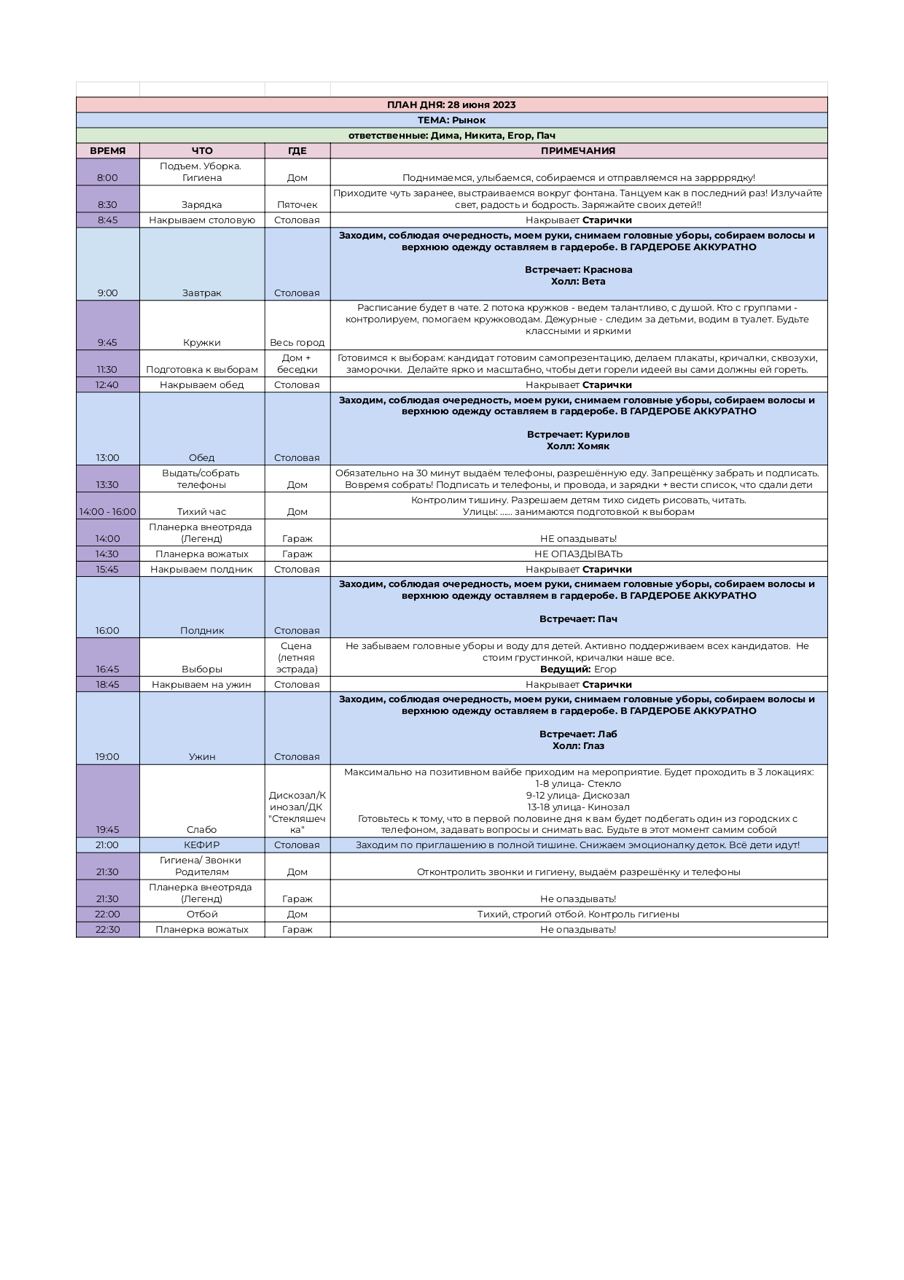 ПЛАН ДНЯ: 28 июня 2023
ТЕМА: Рынок
ответственные: Дима, Никита, Егор, Пач
ВРЕМЯ ЧТО ГДЕ ПРИМЕЧАНИЯ
8:00 Подъем. Уборка. Гигиена Дом Поднимаемся, улыбаемся, собираемся и отправляемся на заррррядку!
8:30 Зарядка Пяточек Приходите чуть заранее, выстраиваемся вокруг фонтана. Танцуем как в последний раз! Излучайте
свет, радость и бодрость. Заряжайте своих детей!!
8:45 Накрываем столовую Столовая Накрывает Старички
Заходим, соблюдая очередность, моем руки, снимаем головные уборы, собираем волосы и
верхнюю одежду оставляем в гардеробе. В ГАРДЕРОБЕ АККУРАТНО
Встречает: Краснова
Холл: Вета
9:00 Завтрак Столовая
Расписание будет в чате. 2 потока кружков - ведем талантливо, с душой. Кто с группами -
контролируем, помогаем кружководам. Дежурные - следим за детьми, водим в туалет. Будьте
классными и яркими
9:45 Кружки Весь город
11:30 Подготовка к выборам Дом + беседки Готовимся к выборам: кандидат готовим самопрезентацию, делаем плакаты, кричалки, сквозухи,
заморочки. Делайте ярко и масштабно, чтобы дети горели идеей вы сами должны ей гореть.
12:40 Накрываем обед Столовая Накрывает Старички
Заходим, соблюдая очередность, моем руки, снимаем головные уборы, собираем волосы и
верхнюю одежду оставляем в гардеробе. В ГАРДЕРОБЕ АККУРАТНО
Встречает: Курилов
Холл: Хомяк
13:00 Обед Столовая
13:30 Выдать/собрать телефоны Дом Обязательно на 30 минут выдаём телефоны, разрешённую еду. Запрещёнку забрать и подписать.
Вовремя собрать! Подписать и телефоны, и провода, и зарядки + вести список, что сдали дети
14:00 - 16:00 Тихий час Дом Контролим тишину. Разрешаем детям тихо сидеть рисовать, читать.
Улицы: ...... занимаются подготовкой к выборам
14:00 Планерка внеотряда (Легенд) Гараж НЕ опаздывать!
14:30 Планерка вожатых Гараж НЕ ОПАЗДЫВАТЬ
15:45 Накрываем полдник Столовая Накрывает Старички
Заходим, соблюдая очередность, моем руки, снимаем головные уборы, собираем волосы и
верхнюю одежду оставляем в гардеробе. В ГАРДЕРОБЕ АККУРАТНО
Встречает: Пач
16:00 Полдник Столовая
16:45 Выборы Сцена (летняя эстрада) Не забываем головные уборы и воду для детей. Активно поддерживаем всех кандидатов. Не
стоим грустинкой, кричалки наше все.
Ведущий: Егор
18:45 Накрываем на ужин Столовая Накрывает Старички
Заходим, соблюдая очередность, моем руки, снимаем головные уборы, собираем волосы и
верхнюю одежду оставляем в гардеробе. В ГАРДЕРОБЕ АККУРАТНО
Встречает: Лаб
Холл: Глаз
19:00 Ужин Столовая
Максимально на позитивном вайбе приходим на мероприятие. Будет проходить в 3 локациях:
1-8 улица- Стекло
9-12 улица- Дискозал
13-18 улица- Кинозал
Готовьтесь к тому, что в первой половине дня к вам будет подбегать один из городских с
телефоном, задавать вопросы и снимать вас. Будьте в этот момент самим собой
19:45 Слабо Дискозал/Кинозал/ДК "Стекляшечка"
21:00 КЕФИР Столовая Заходим по приглашению в полной тишине. Снижаем эмоционалку деток. Всё дети идут!
21:30 Гигиена/ Звонки Родителям Дом Отконтролить звонки и гигиену, выдаём разрешёнку и телефоны
21:30 Планерка внеотряда (Легенд) Гараж Не опаздывать!
22:00 Отбой Дом Тихий, строгий отбой. Контроль гигиены
22:30 Планерка вожатых Гараж Не опаздывать!